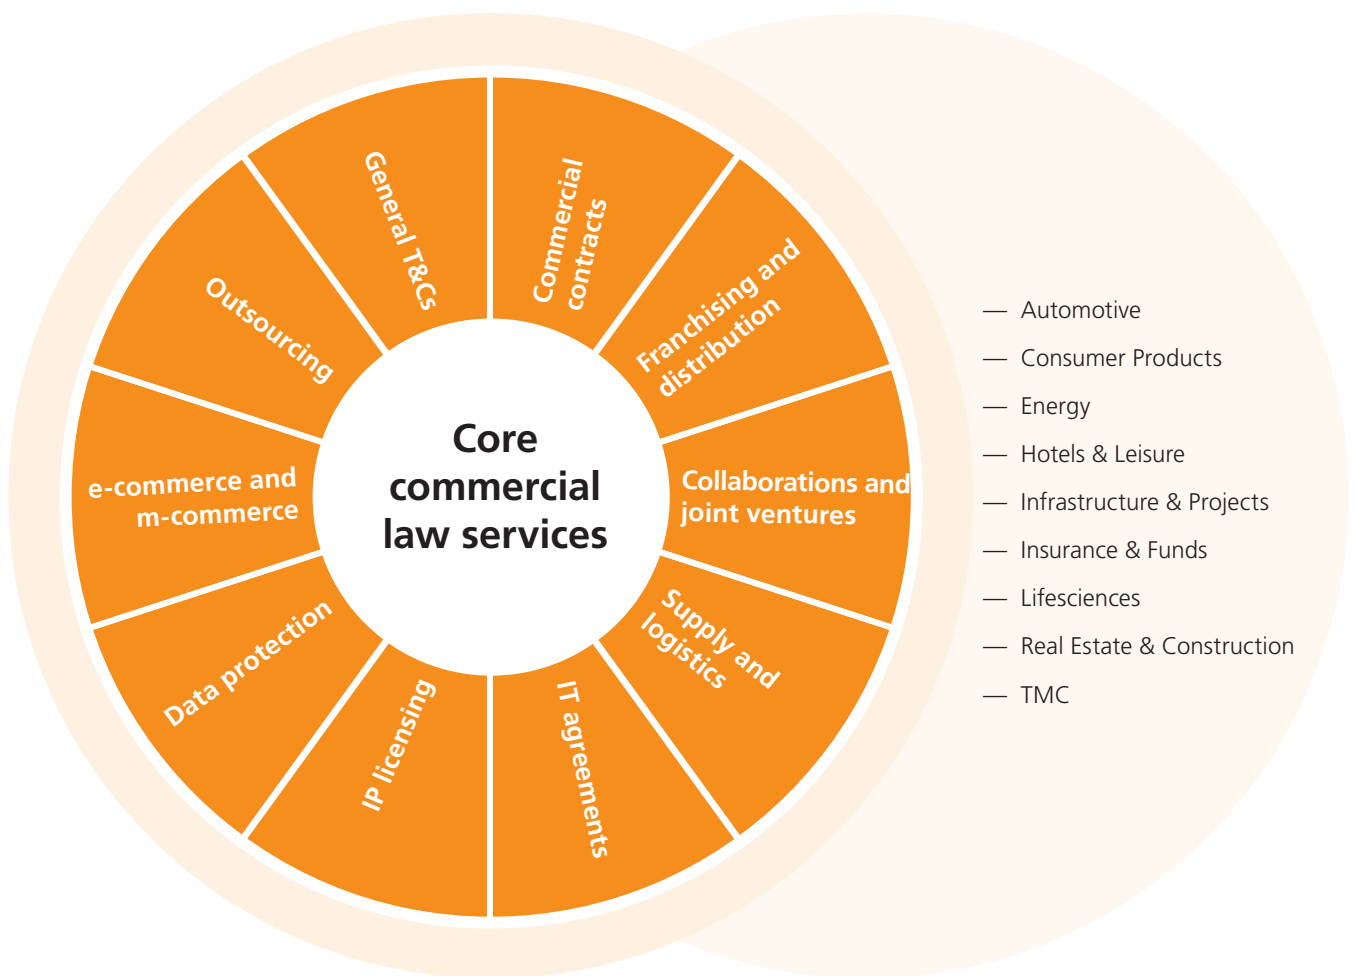 Core
commercial
law services
Commercial
contracts
Franchising and
distribution
Collaborations and
joint ventures
Supply and
logistics
IT agreements
IP licensing
Data protection
e-commerce and
m-commerce
Outsourcing
General T&Cs
— Automotive
— Consumer Products
— Energy
— Hotels & Leisure
— Infrastructure & Projects
— Insurance & Funds
— Lifesciences
— Real Estate & Construction
— TMC